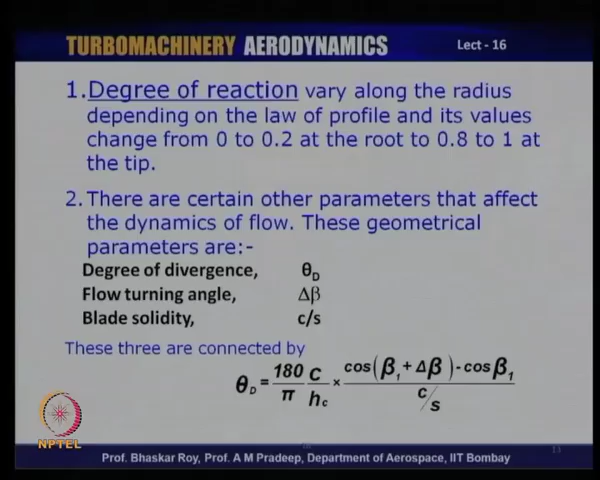 TURBOMACHINERY AERODYNAMICS Lect - 16
1. Degree of reaction vary along the radius
depending on the law of profile and its values
change from 0 to 0.2 at the root to 0.8 to 1 at
the tip.
2. There are certain other parameters that affect
the dynamics of flow. These geometrical
parameters are:-
Degree of divergence, θD
Flow turning angle, Δβ
Blade solidity, c/s
These three are connected by
θD = 180/π c/hc × cos(β1 + Δβ) - cosβ1 / c/s
NPTEL
Prof. Bhaskar Roy, Prof. A M Pradeep, Department of Aerospace, IIT Bombay
13